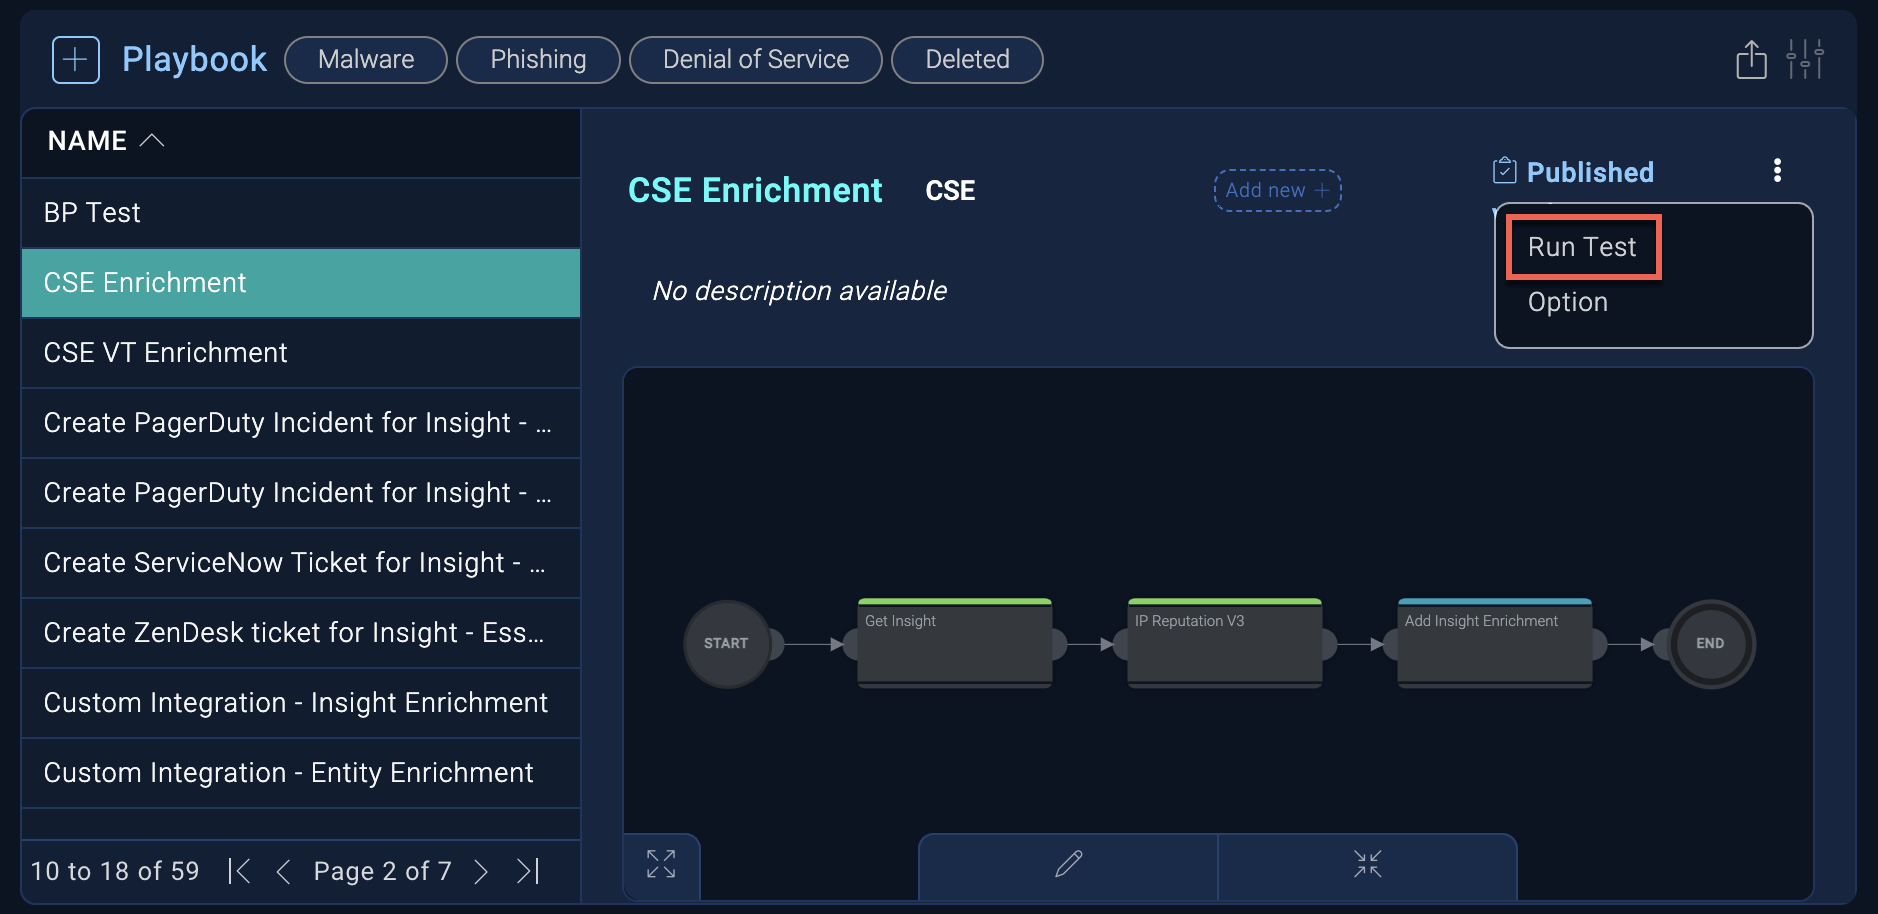 Playbook Malware Phishing Denial of Service Deleted
NAME
BP Test
CSE Enrichment
CSE VT Enrichment
Create PagerDuty Incident for Insight - ...
Create PagerDuty Incident for Insight - ...
Create ServiceNow Ticket for Insight - ...
Create ZenDesk ticket for Insight - Ess...
Custom Integration - Insight Enrichment
Custom Integration - Entity Enrichment
10 to 18 of 59 Page 2 of 7
CSE Enrichment CSE Add new + Published
Run Test
Option
No description available
START
Get Insight
IP Reputation V3
Add Insight Enrichment
END